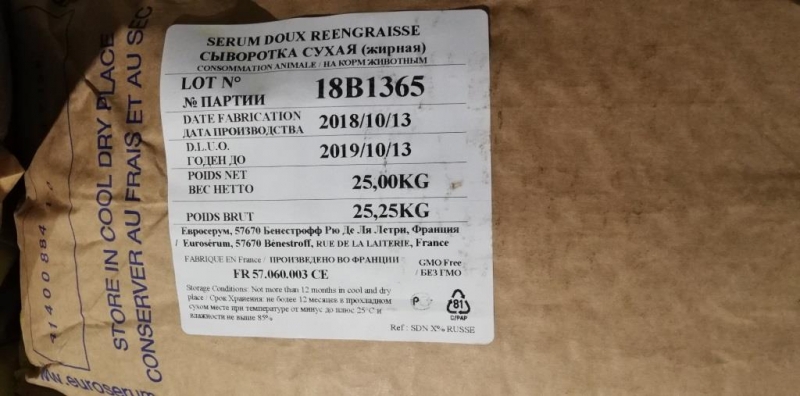 SERUM DOUX REENGRAISSE
СЫВОРОТКА СУХАЯ (жирная)
CONSOMMATION ANIMALE / НА КОРМ ЖИВОТНЫМ
LOT N°
№ ПАРТИИ
18B1365
DATE FABRICATION
ДАТА ПРОИЗВОДСТВА
2018/10/13
D.L.U.O.
ГОДЕН ДО
2019/10/13
POIDS NET
ВЕС НЕТТО
25,00KG
POIDS BRUT
25,25KG
Евросерум, 57670 Бенестрофф Рю Де Ля Летри, Франция
/ Eurosérum, 57670 Bénestroff, RUE DE LA LAITERIE, France
FABRIQUE EN France / ПРОИЗВЕДЕНО ВО ФРАНЦИИ
GMO Free
/ БЕЗ ГМО
FR 57.060.003 CE
Storage Conditions: Not more than 12 months in cool and dry
place / Срок Хранения: не более 12 месяцев в прохладном
сухом месте при температуре от минус до плюс 25°C и
влажности не выше 85%
P
81
C/PAP
Ref : SDN X% RUSSE
STORE IN COOL DRY PLACE
CONSERVER AU FRAIS ET AU SEC
41400884
www.euroserum